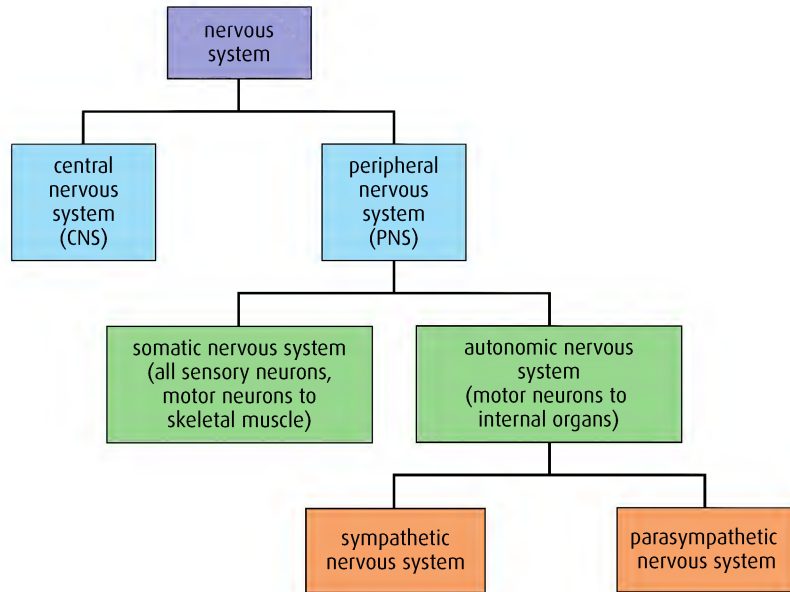 nervous
system
central
nervous
system
(CNS)
peripheral
nervous
system
(PNS)
somatic nervous system
(all sensory neurons,
motor neurons to
skeletal muscle)
autonomic nervous
system
(motor neurons to
internal organs)
sympathetic
nervous system
parasympathetic
nervous system